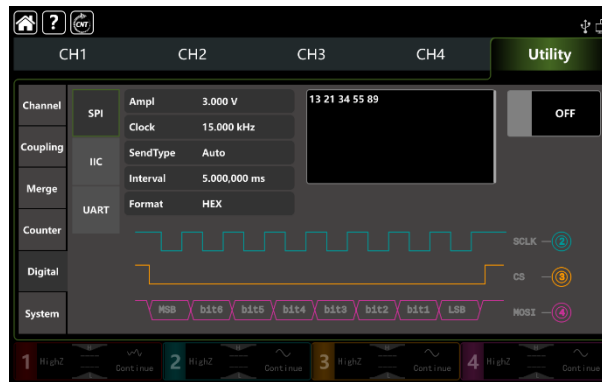 ? CNT
CH1 CH2 CH3 CH4 Utility
Channel
Coupling
Merge
Counter
Digital
System
SPI
IIC
UART
Ampl 3.000 V
Clock 15.000 kHz
SendType Auto
Interval 5.000,000 ms
Format HEX
13 21 34 55 89
OFF
SCLK 2
CS 3
MSB bit6 bit5 bit4 bit3 bit2 bit1 LSB MOSI 4
1 HighZ Continue 2 HighZ Continue 3 HighZ Continue 4 HighZ Continue